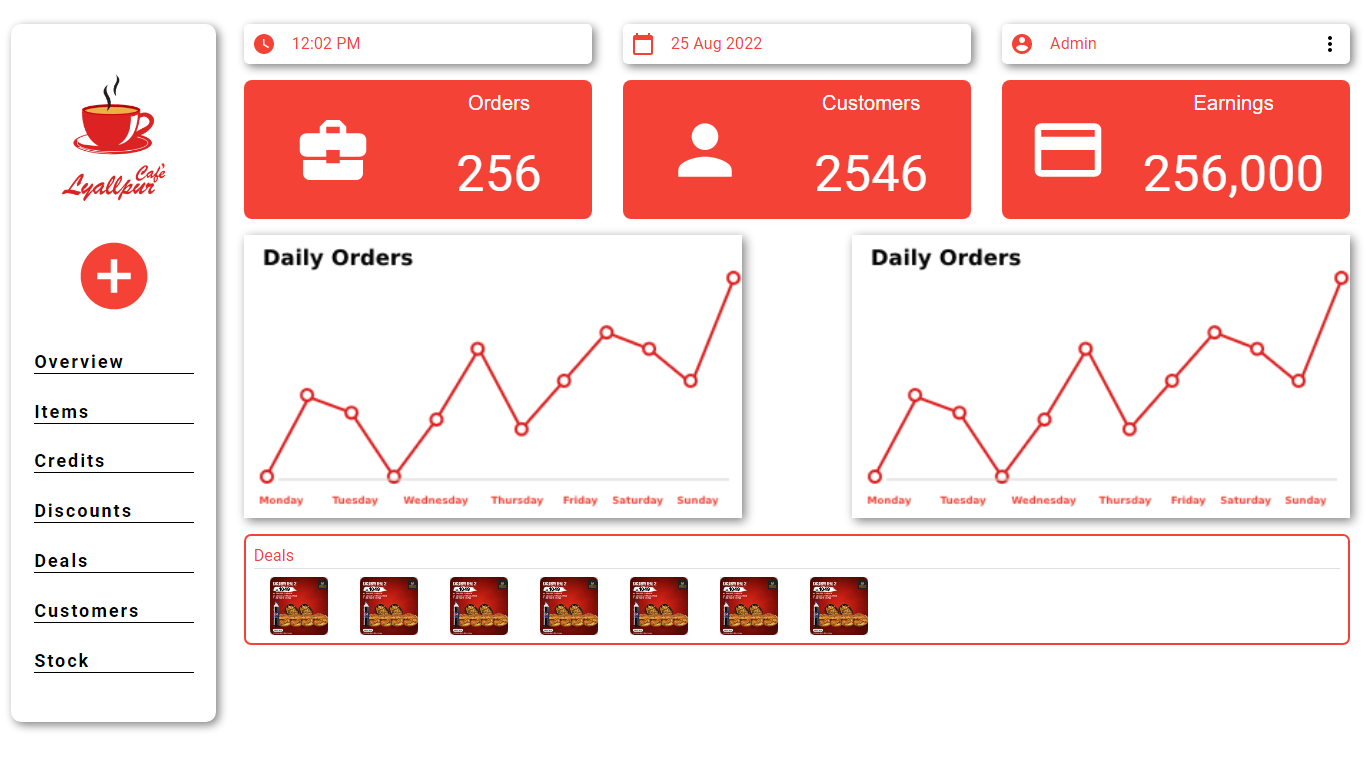 12:02 PM
25 Aug 2022
Admin
Cafè
Lyallpur
Overview
Items
Credits
Discounts
Deals
Customers
Stock
Orders
256
Customers
2546
Earnings
256,000
Daily Orders
Monday Tuesday Wednesday Thursday Friday Saturday Sunday
Daily Orders
Monday Tuesday Wednesday Thursday Friday Saturday Sunday
Deals